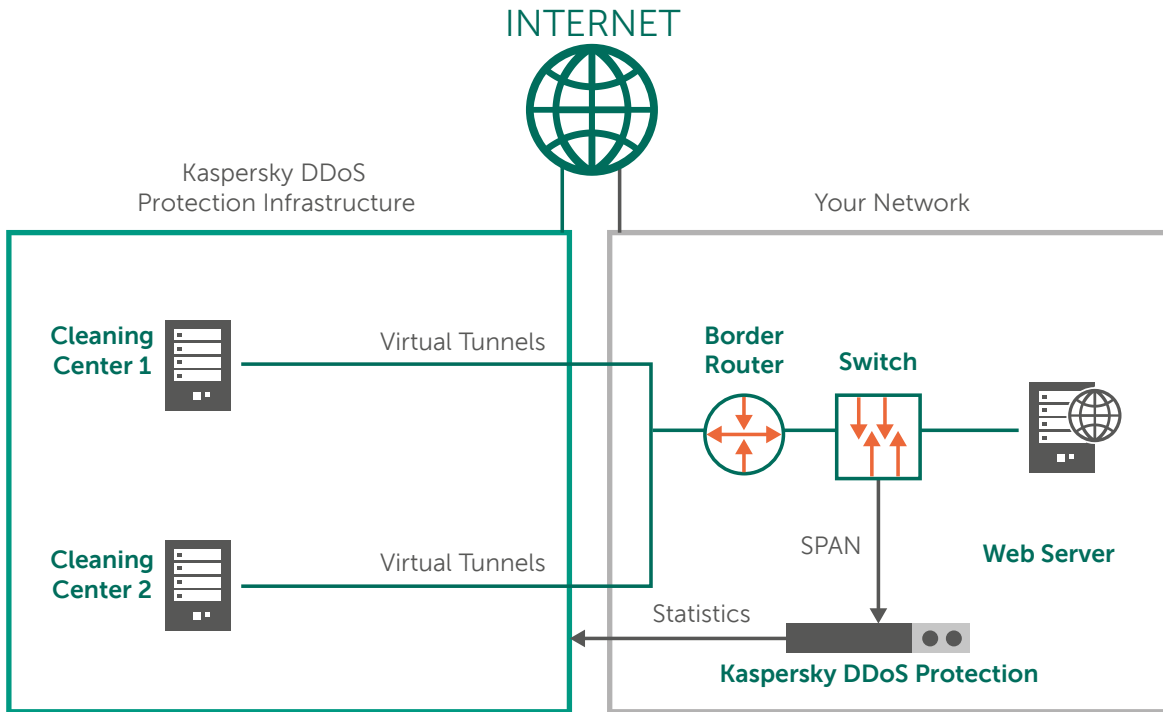 INTERNET
Kaspersky DDoS
Protection Infrastructure
Your Network
Cleaning
Center 1
Virtual Tunnels
Border
Router
Switch
Cleaning
Center 2
Virtual Tunnels
SPAN
Web Server
Statistics
Kaspersky DDoS Protection